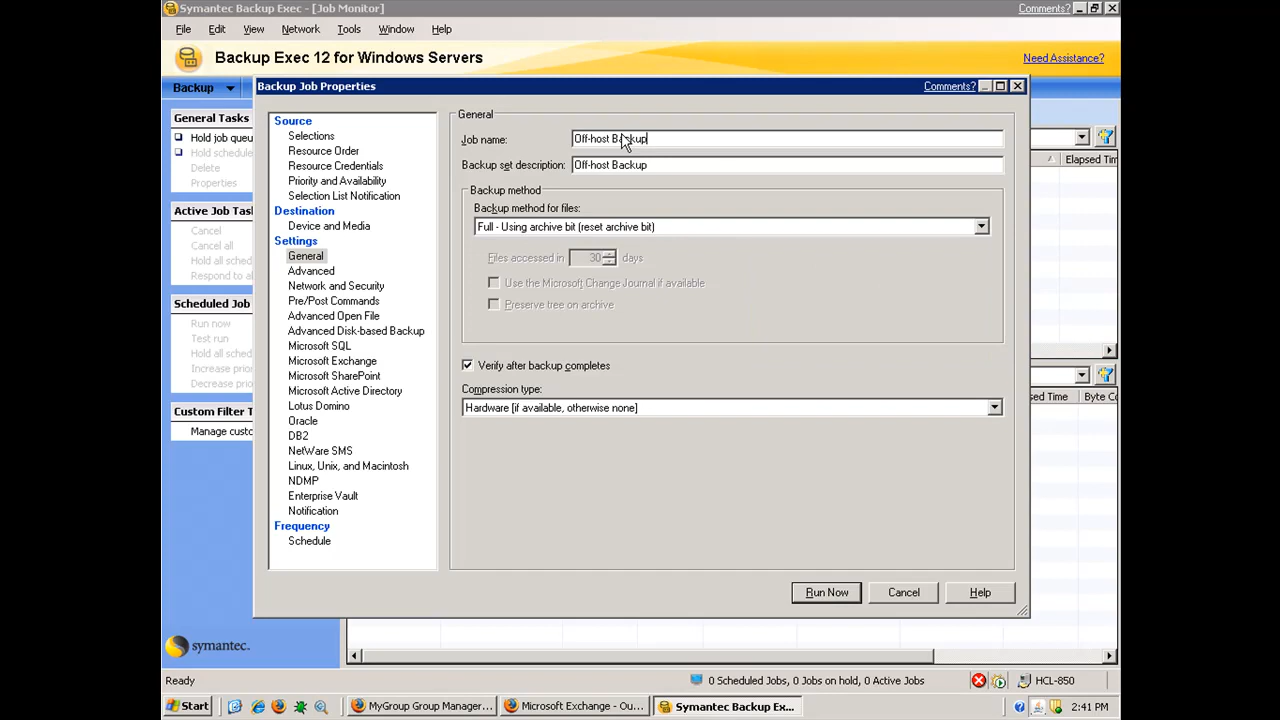 Symantec Backup Exec - [Job Monitor]
Comments?
File Edit View Network Tools Window Help
Backup Exec 12 for Windows Servers
Need Assistance?
Backup
Backup Job Properties
Comments?
General Tasks
Hold job queu
Hold schedule
Delete
Properties
Active Job Tas
Cancel
Cancel all
Hold all sched
Respond to al
Scheduled Job
Run now
Test run
Hold all sched
Increase prior
Decrease prio
Custom Filter T
Manage custo
Source
Selections
Resource Order
Resource Credentials
Priority and Availability
Selection List Notification
Destination
Device and Media
Settings
General
Advanced
Network and Security
Pre/Post Commands
Advanced Open File
Advanced Disk-based Backup
Microsoft SQL
Microsoft Exchange
Microsoft SharePoint
Microsoft Active Directory
Lotus Domino
Oracle
DB2
NetWare SMS
Linux, Unix, and Macintosh
NDMP
Enterprise Vault
Notification
Frequency
Schedule
General
Job name: Off-host Backup
Backup set description: Off-host Backup
Backup method
Backup method for files:
Full - Using archive bit (reset archive bit)
Files accessed in 30 days
Use the Microsoft Change Journal if available
Preserve tree on archive
Verify after backup completes
Compression type:
Hardware [if available, otherwise none]
Run Now Cancel Help
Elapsed Time
ed Time Byte Co
symantec.
Ready
0 Scheduled Jobs, 0 Jobs on hold, 0 Active Jobs
HCL-850
Start
MyGroup Group Manager...
Microsoft Exchange - Ou...
Symantec Backup Ex...
2:41 PM